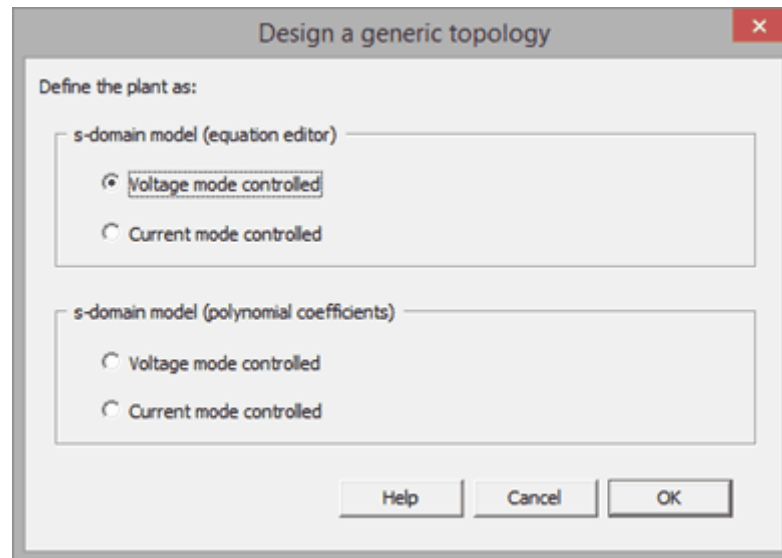 Design a generic topology
Define the plant as:
s-domain model (equation editor)
Voltage mode controlled
Current mode controlled
s-domain model (polynomial coefficients)
Voltage mode controlled
Current mode controlled
Help Cancel OK